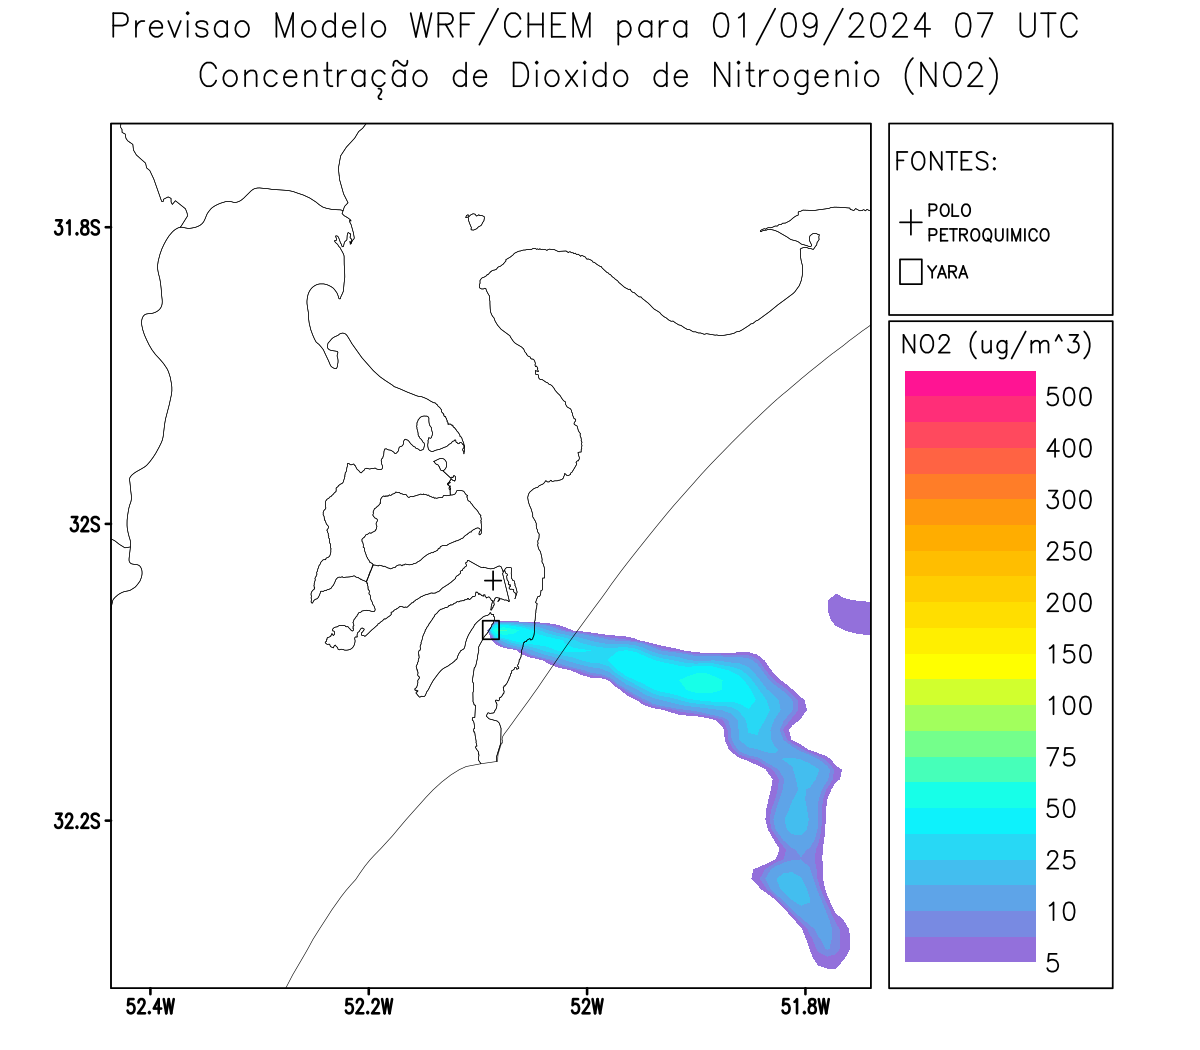 Previsao Modelo WRF/CHEM para 01/09/2024 07 UTC
Concentração de Dioxido de Nitrogenio (NO2)
FONTES:
POLO
PETROQUIMICO
YARA
NO2 (ug/m^3)
500
400
300
250
200
150
100
75
50
25
10
5
31.8S
32S
32.2S
52.4W
52.2W
52W
51.8W